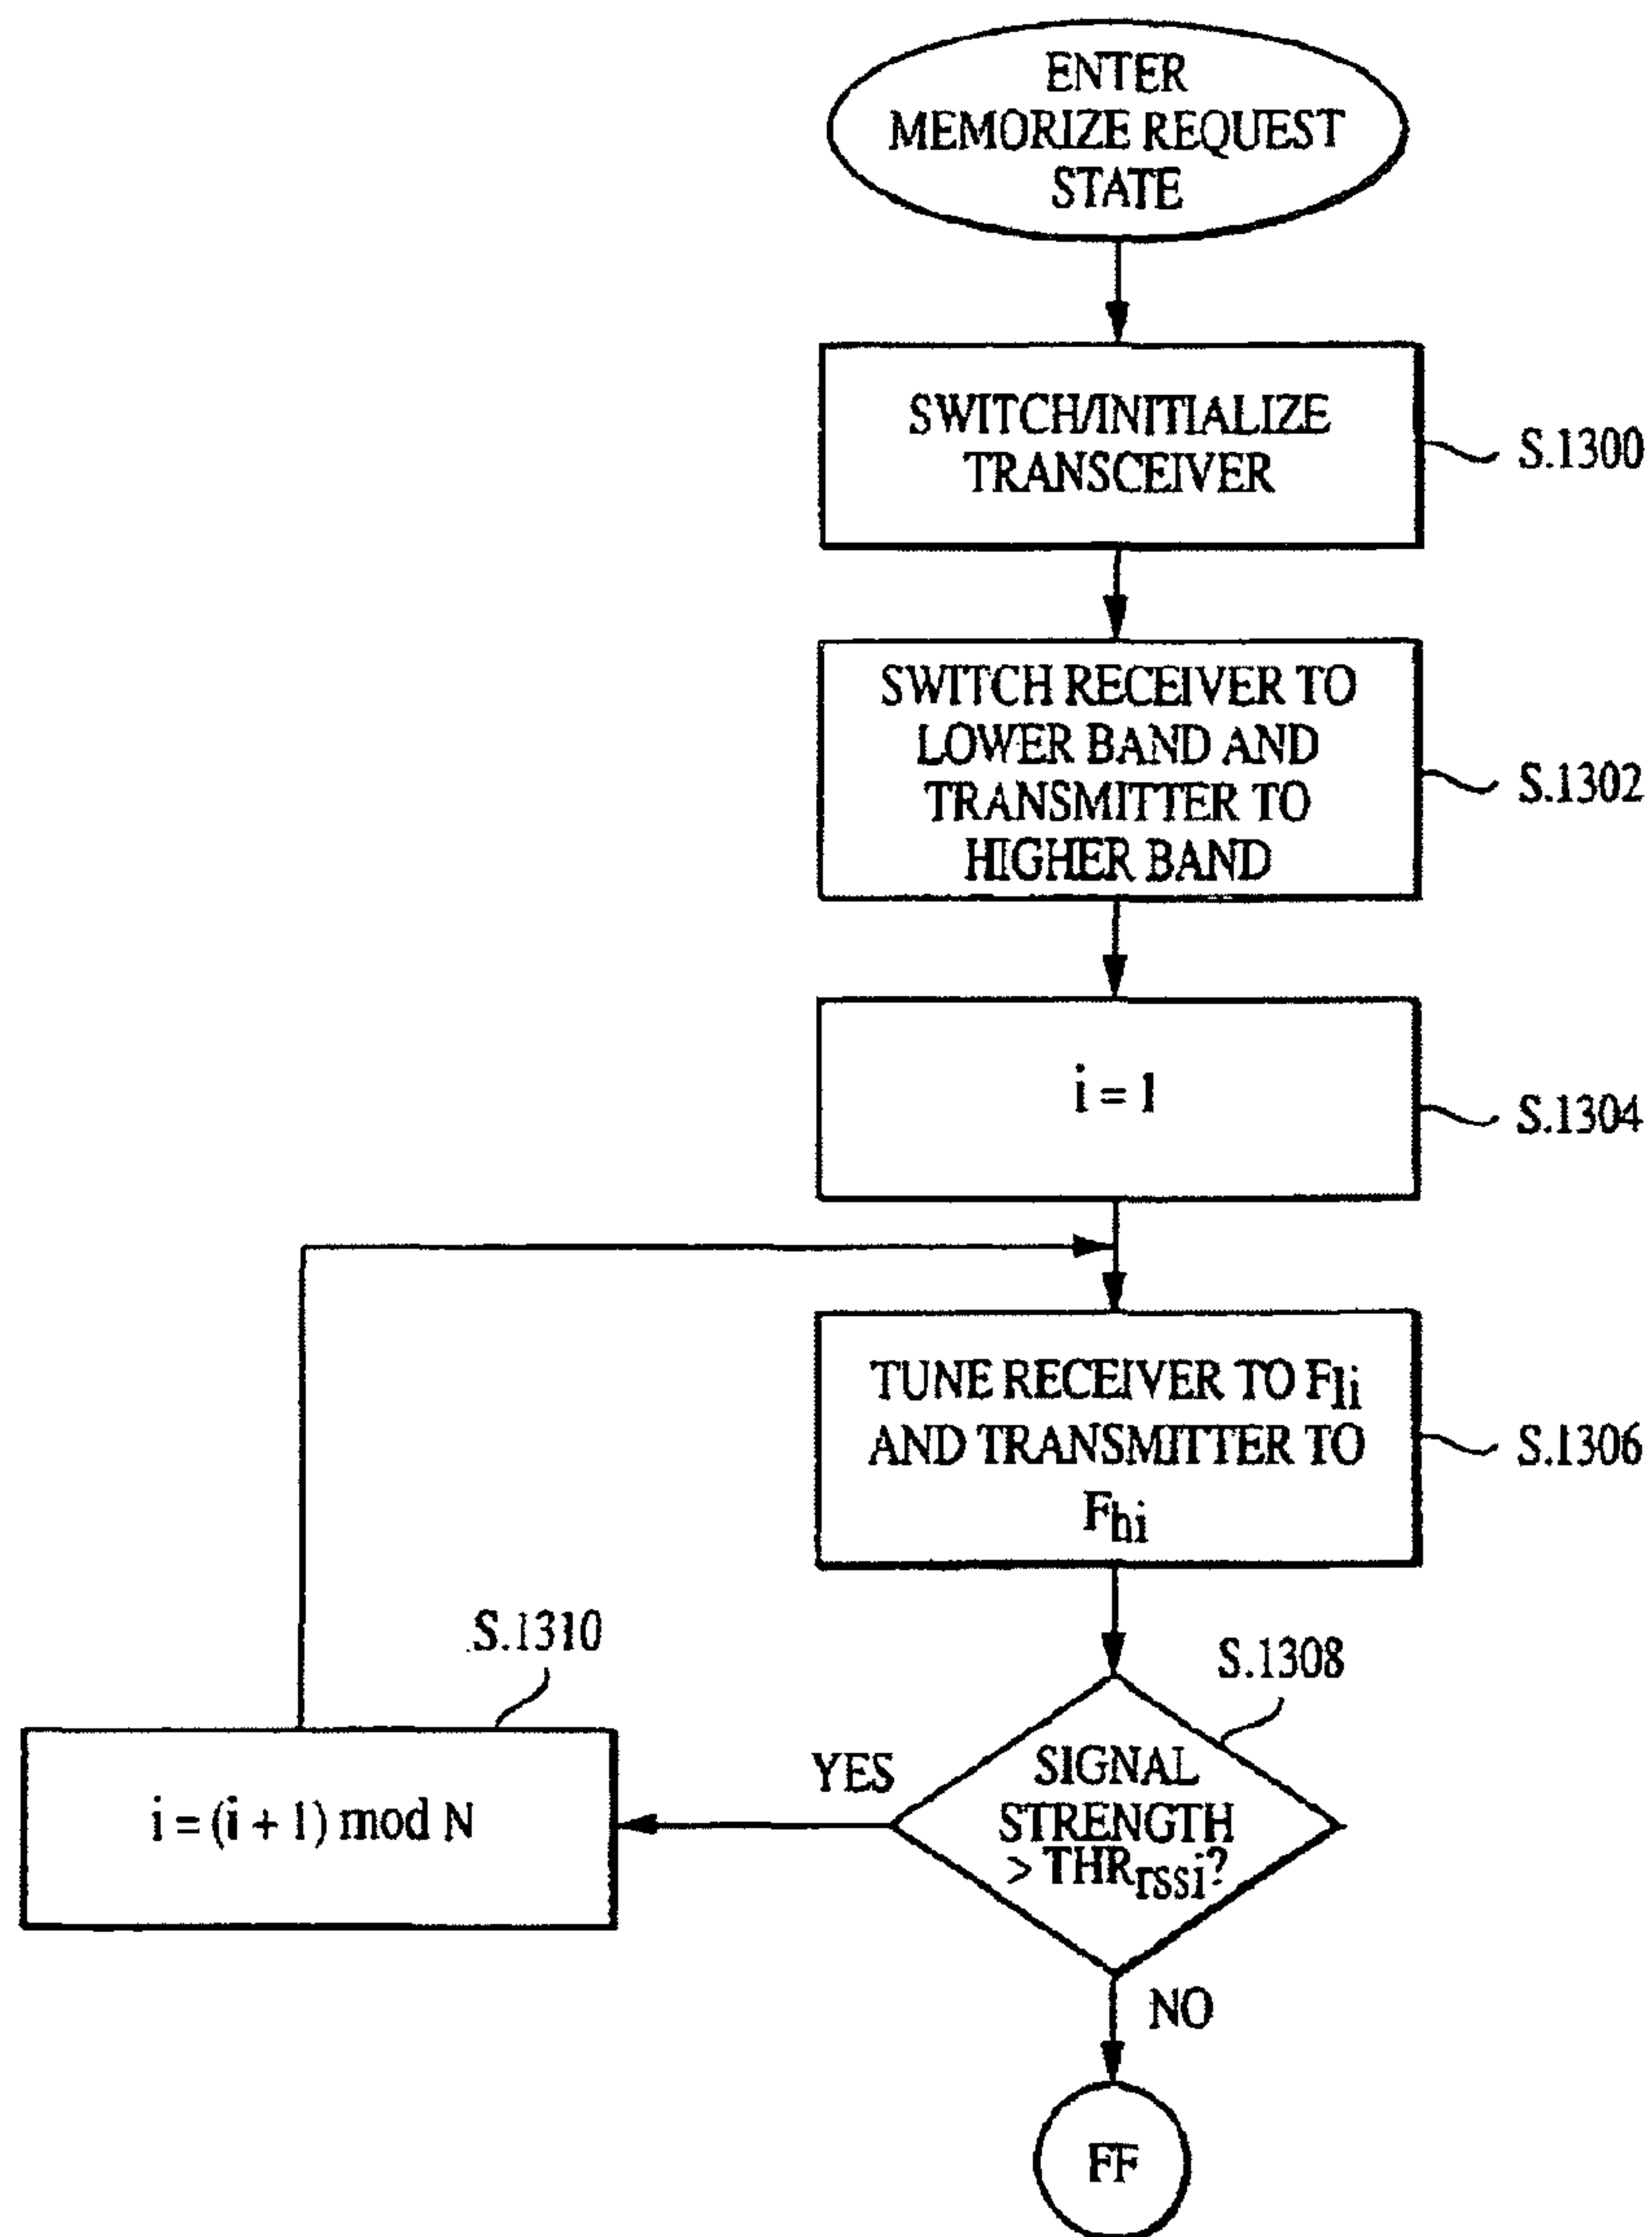 ENTER
MEMORIZE REQUEST
STATE
SWITCH/INITIALIZE
TRANSCEIVER
S.1300
SWITCH RECEIVER TO
LOWER BAND AND
TRANSMITTER TO
HIGHER BAND
S.1302
i = 1
S.1304
TUNE RECEIVER TO Fli
AND TRANSMITTER TO
Fhi
S.1306
S.1310
S.1308
i = (i + 1) mod N
YES
SIGNAL
STRENGTH
> THRrssi?
NO
FF